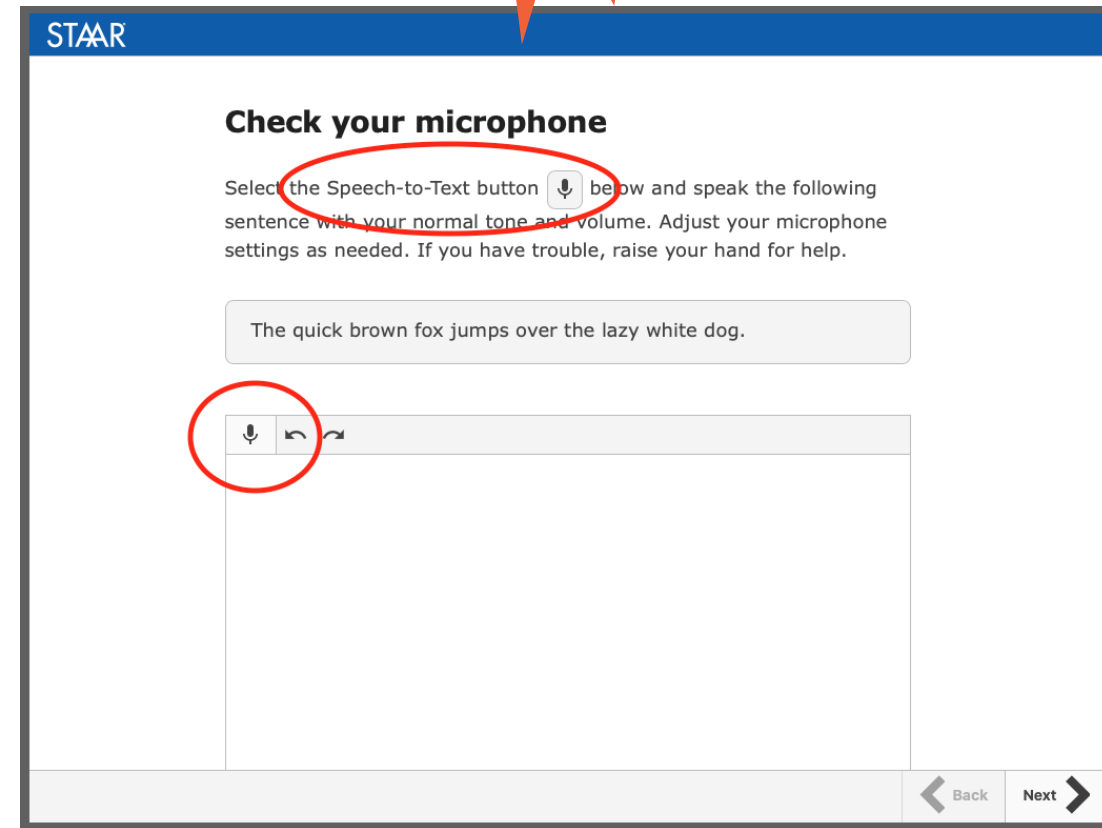 STAAR
Check your microphone
Select the Speech-to-Text button below and speak the following
sentence with your normal tone and volume. Adjust your microphone
settings as needed. If you have trouble, raise your hand for help.
The quick brown fox jumps over the lazy white dog.
Back Next